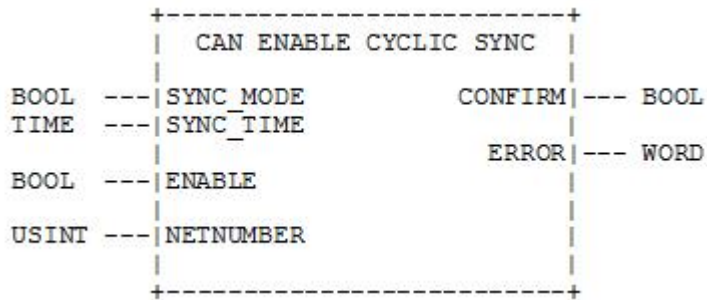 +-----------------------------+
| CAN ENABLE CYCLIC SYNC |
BOOL ---|SYNC_MODE CONFIRM|--- BOOL
TIME ---|SYNC_TIME |
| ERROR|--- WORD
BOOL ---|ENABLE |
USINT ---|NETNUMBER |
+-----------------------------+